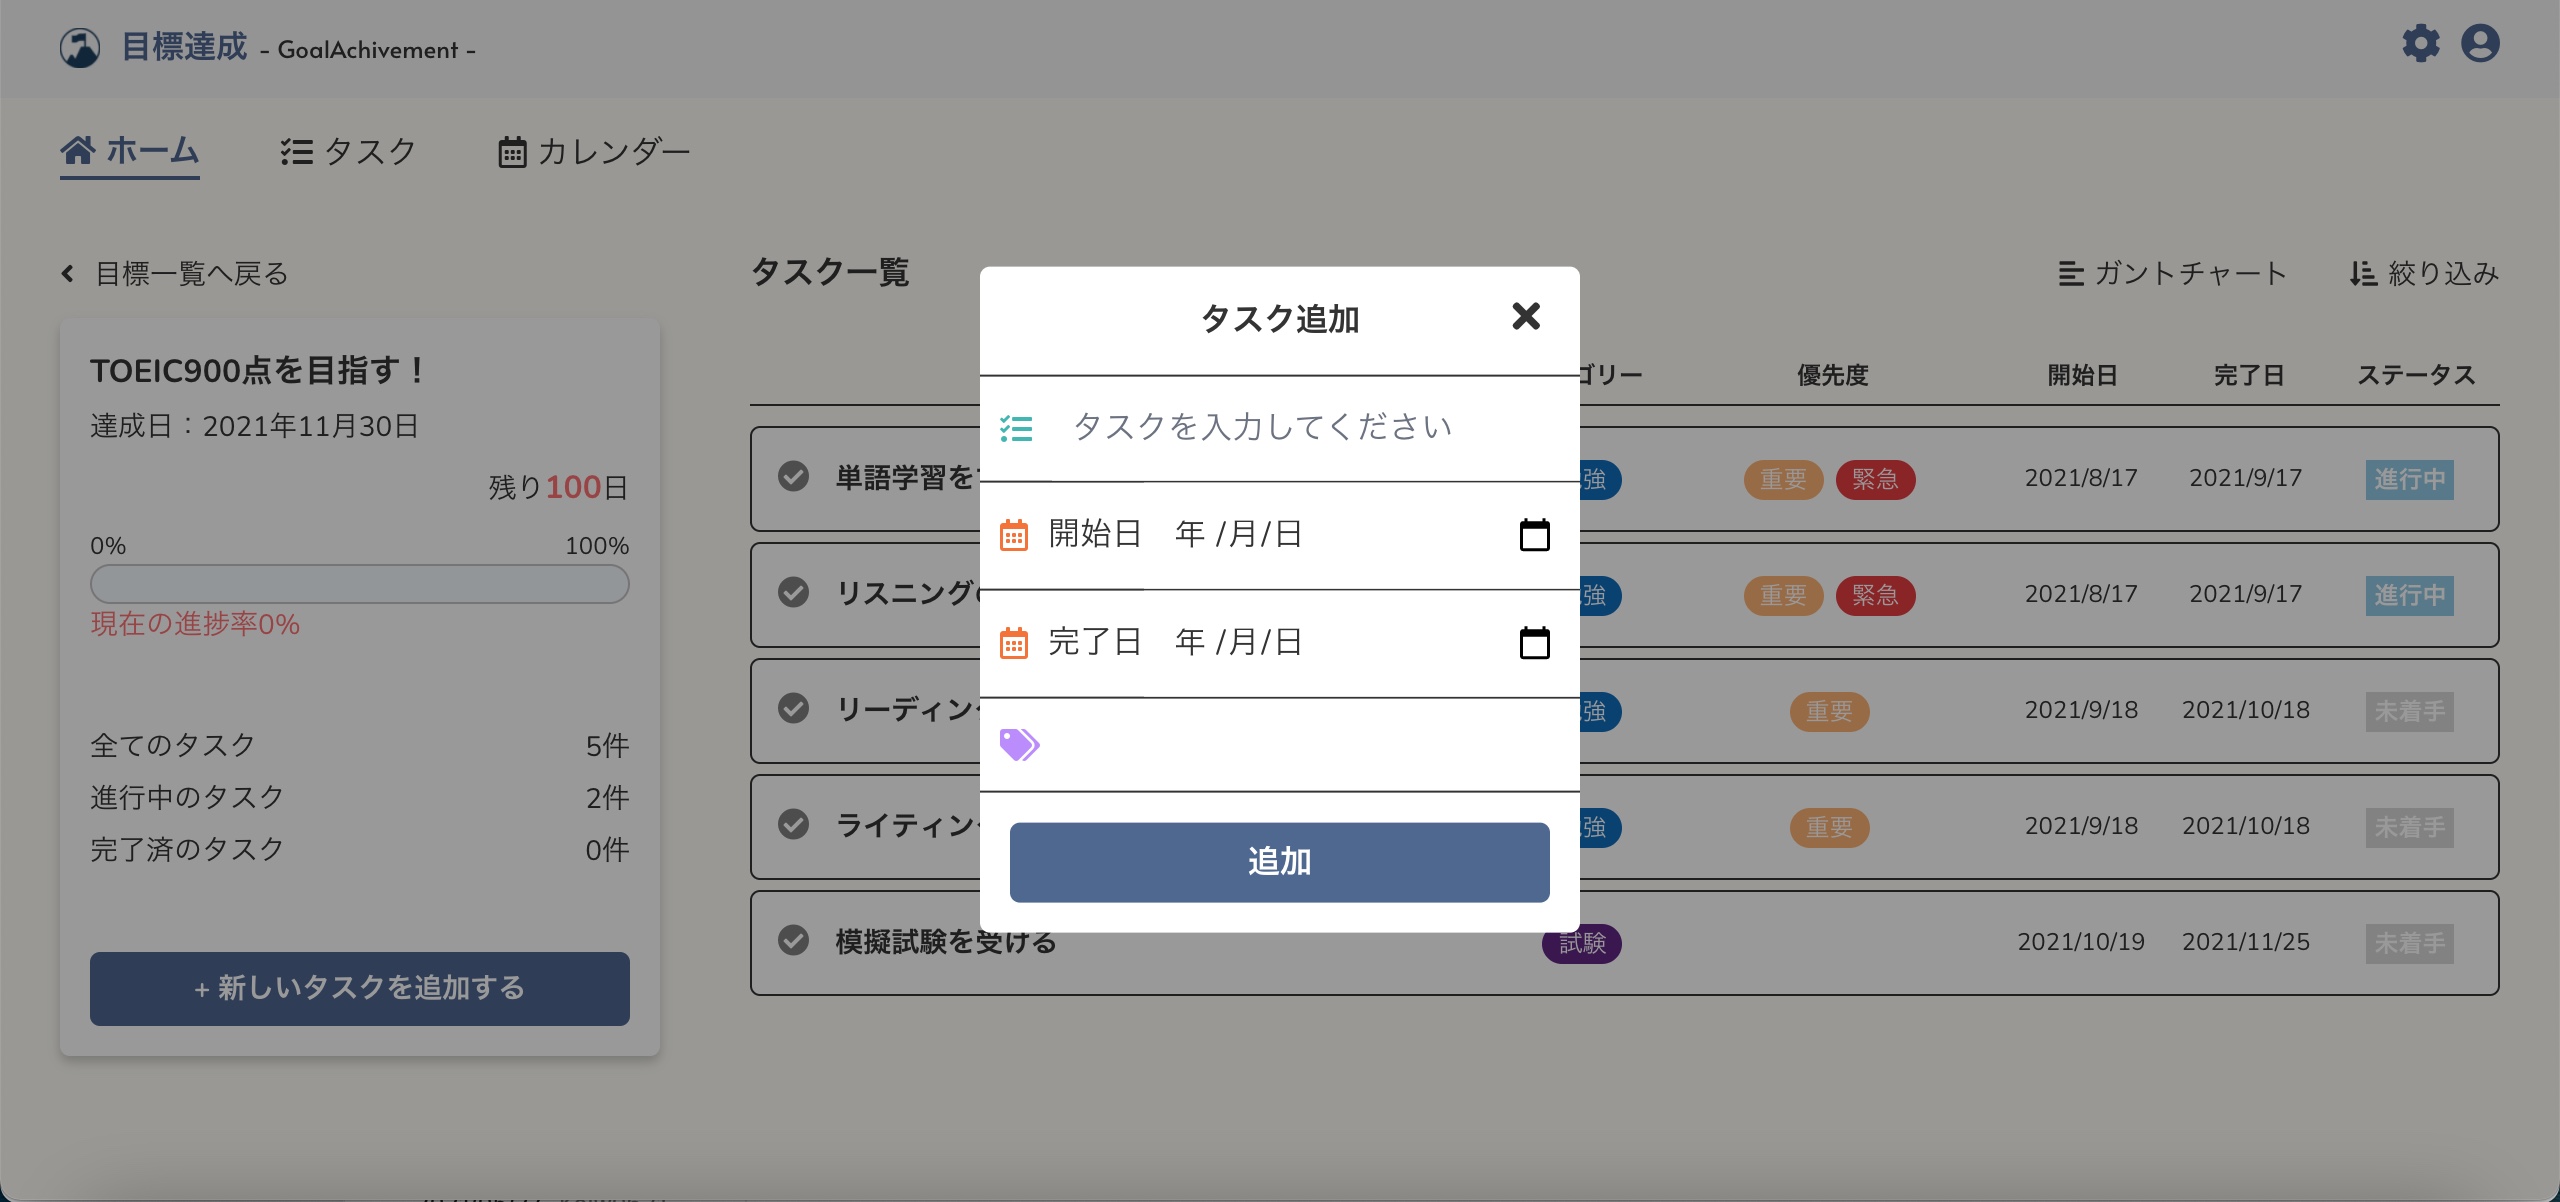 目標達成 - GoalAchivement -
ホーム タスク カレンダー
目標一覧へ戻る
TOEIC900点を目指す！
達成日：2021年11月30日
残り100日
0% 100%
現在の進捗率0%
全てのタスク 5件
進行中のタスク 2件
完了済のタスク 0件
+ 新しいタスクを追加する
タスク一覧 ガントチャート 絞り込み
ゴリー 優先度 開始日 完了日 ステータス
単語学習を 強 重要 緊急 2021/8/17 2021/9/17 進行中
リスニング 強 重要 緊急 2021/8/17 2021/9/17 進行中
リーディン 強 重要 2021/9/18 2021/10/18 未着手
ライティン 強 重要 2021/9/18 2021/10/18 未着手
模擬試験を受ける 試験 2021/10/19 2021/11/25 未着手
タスク追加
タスクを入力してください
開始日 年 /月/日
完了日 年 /月/日
追加